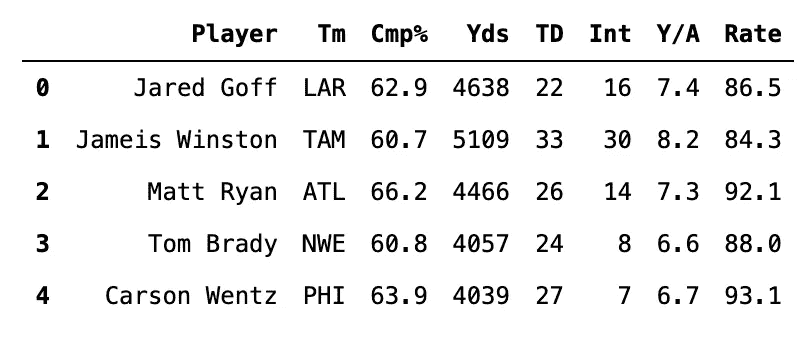 Player Tm Cmp% Yds TD Int Y/A Rate
0 Jared Goff LAR 62.9 4638 22 16 7.4 86.5
1 Jameis Winston TAM 60.7 5109 33 30 8.2 84.3
2 Matt Ryan ATL 66.2 4466 26 14 7.3 92.1
3 Tom Brady NWE 60.8 4057 24 8 6.6 88.0
4 Carson Wentz PHI 63.9 4039 27 7 6.7 93.1